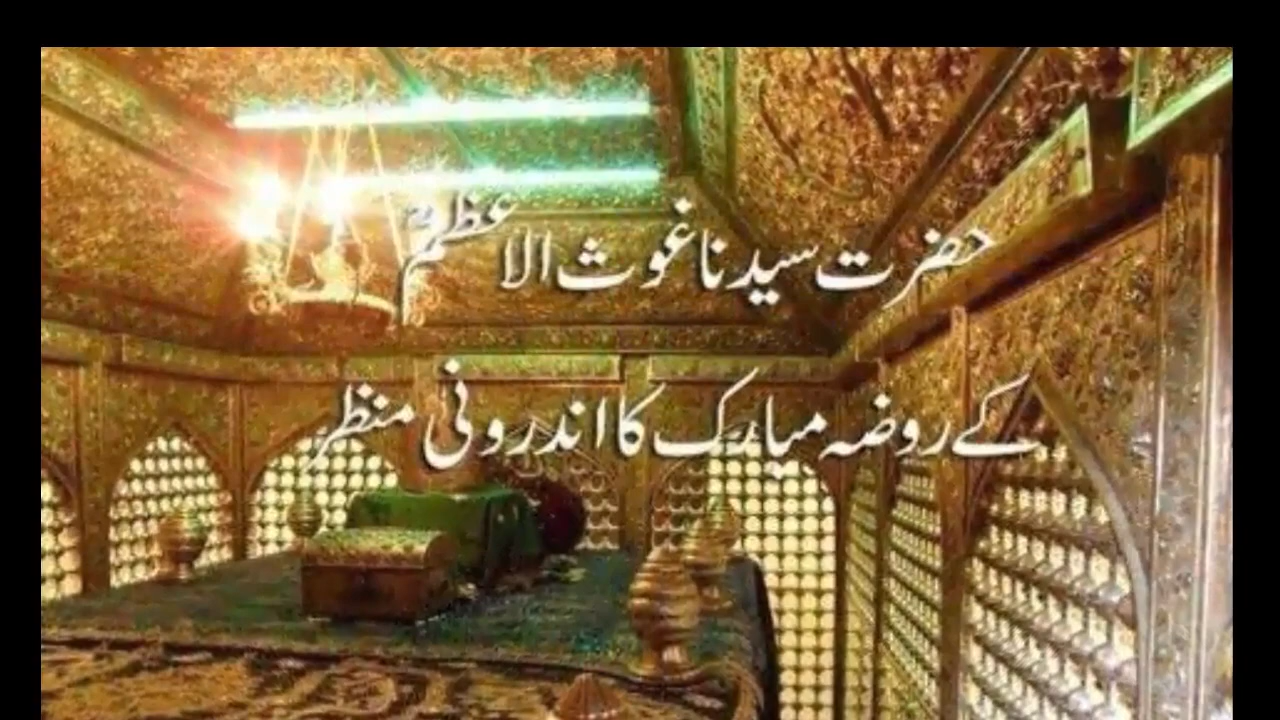 حضرت سیدنا غوث الاعظمؒ
کے روضہ مبارک کا اندرونی منظر